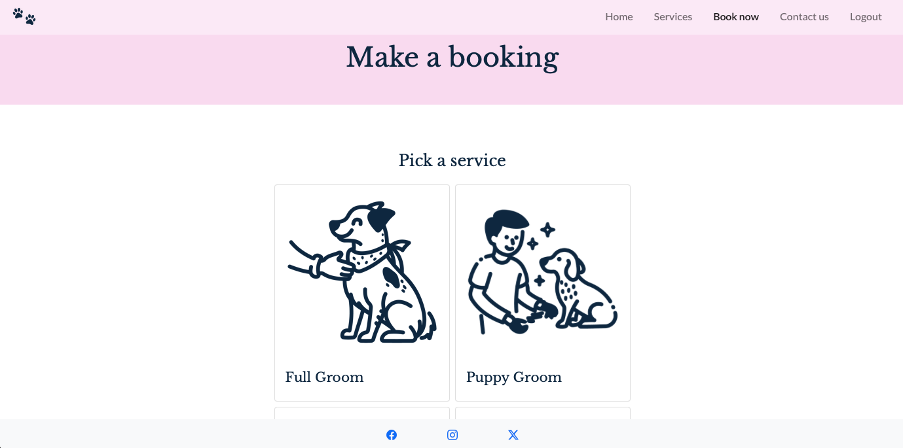 Home Services Book now Contact us Logout
Make a booking
Pick a service
Full Groom Puppy Groom